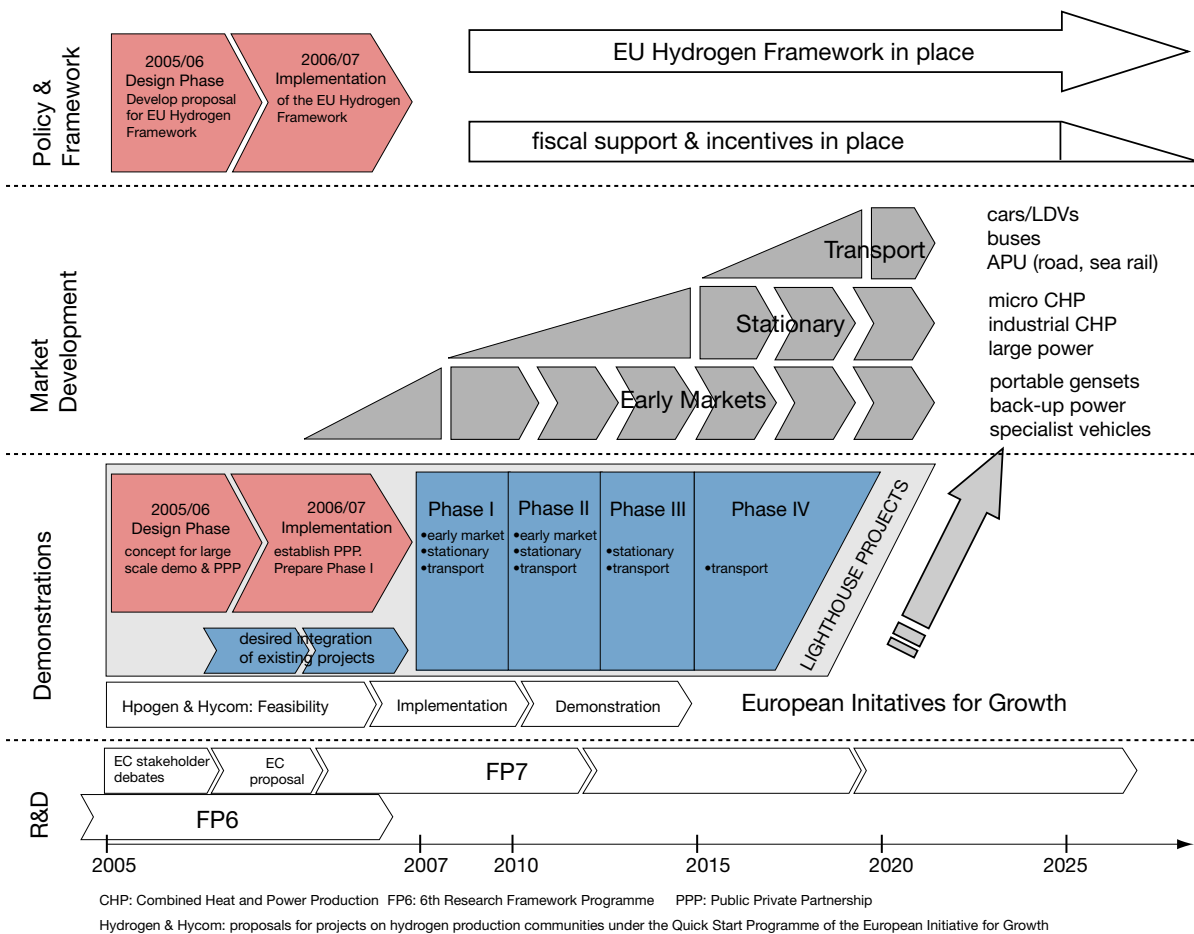 Policy &
Framework
2005/06
Design Phase
Develop proposal
for EU Hydrogen
Framework
2006/07
Implementation
of the EU Hydrogen
Framework
EU Hydrogen Framework in place
fiscal support & incentives in place
Market
Development
Transport
cars/LDVs
buses
APU (road, sea rail)
Stationary
micro CHP
industrial CHP
large power
Early Markets
portable gensets
back-up power
specialist vehicles
Demonstrations
2005/06
Design Phase
concept for large
scale demo & PPP
2006/07
Implementation
establish PPP.
Prepare Phase I
desired integration
of existing projects
Phase I
•early market
•stationary
•transport
Phase II
•early market
•stationary
•transport
Phase III
•stationary
•transport
Phase IV
•transport
LIGHTHOUSE PROJECTS
Hpogen & Hycom: Feasibility
Implementation
Demonstration
European Initatives for Growth
R&D
EC stakeholder
debates
EC
proposal
FP7
FP6
2005
2007
2010
2015
2020
2025
CHP: Combined Heat and Power Production FP6: 6th Research Framework Programme PPP: Public Private Partnership
Hydrogen & Hycom: proposals for projects on hydrogen production communities under the Quick Start Programme of the European Initiative for Growth